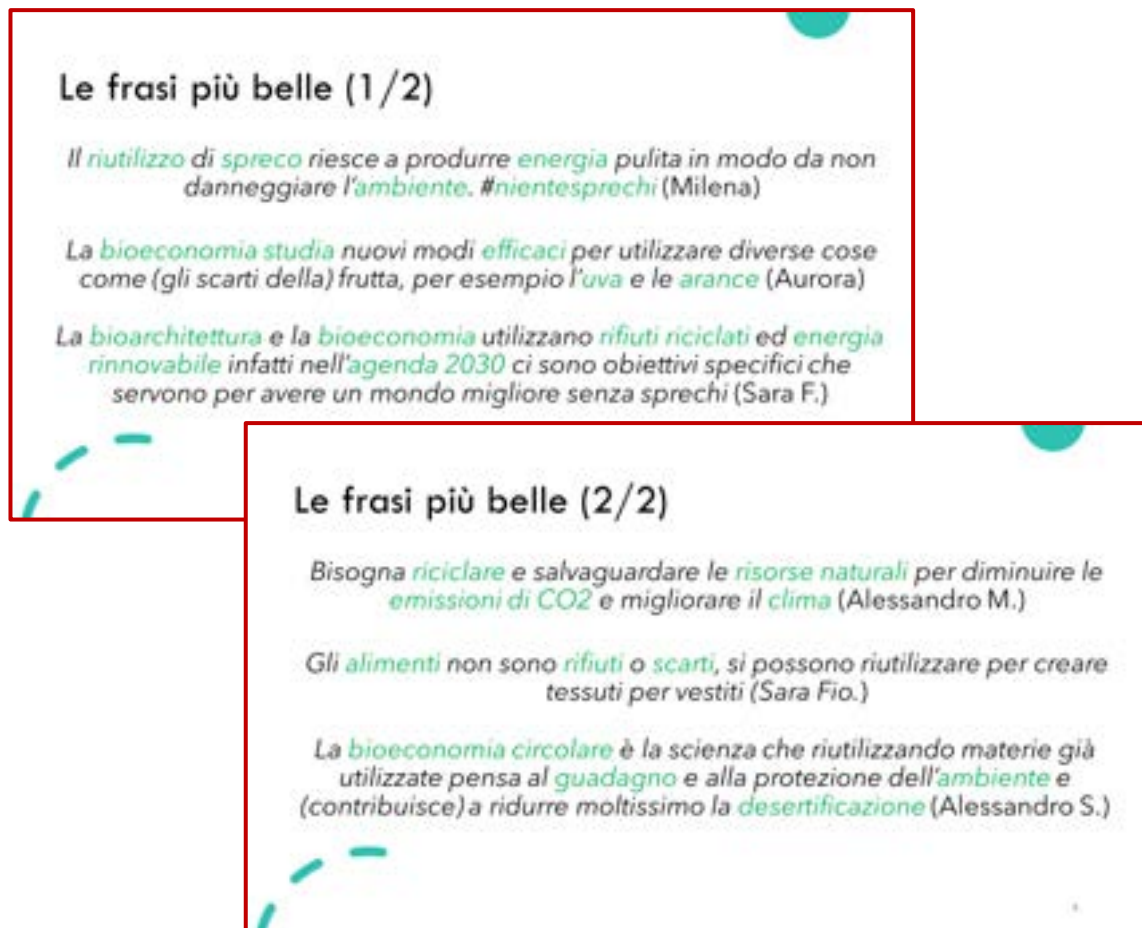 Le frasi più belle (1/2)
Il riutilizzo di spreco riesce a produrre energia pulita in modo da non
danneggiare l'ambiente. #nientesprechi (Milena)
La bioeconomia studia nuovi modi efficaci per utilizzare diverse cose
come (gli scarti della) frutta, per esempio l'uva e le arance (Aurora)
La bioarchitettura e la bioeconomia utilizzano rifiuti riciclati ed energia
rinnovabile infatti nell'agenda 2030 ci sono obiettivi specifici che
servono per avere un mondo migliore senza sprechi (Sara F.)
Le frasi più belle (2/2)
Bisogna riciclare e salvaguardare le risorse naturali per diminuire le
emissioni di CO2 e migliorare il clima (Alessandro M.)
Gli alimenti non sono rifiuti o scarti, si possono riutilizzare per creare
tessuti per vestiti (Sara Fio.)
La bioeconomia circolare è la scienza che riutilizzando materie già
utilizzate pensa al guadagno e alla protezione dell'ambiente e
(contribuisce) a ridurre moltissimo la desertificazione (Alessandro S.)